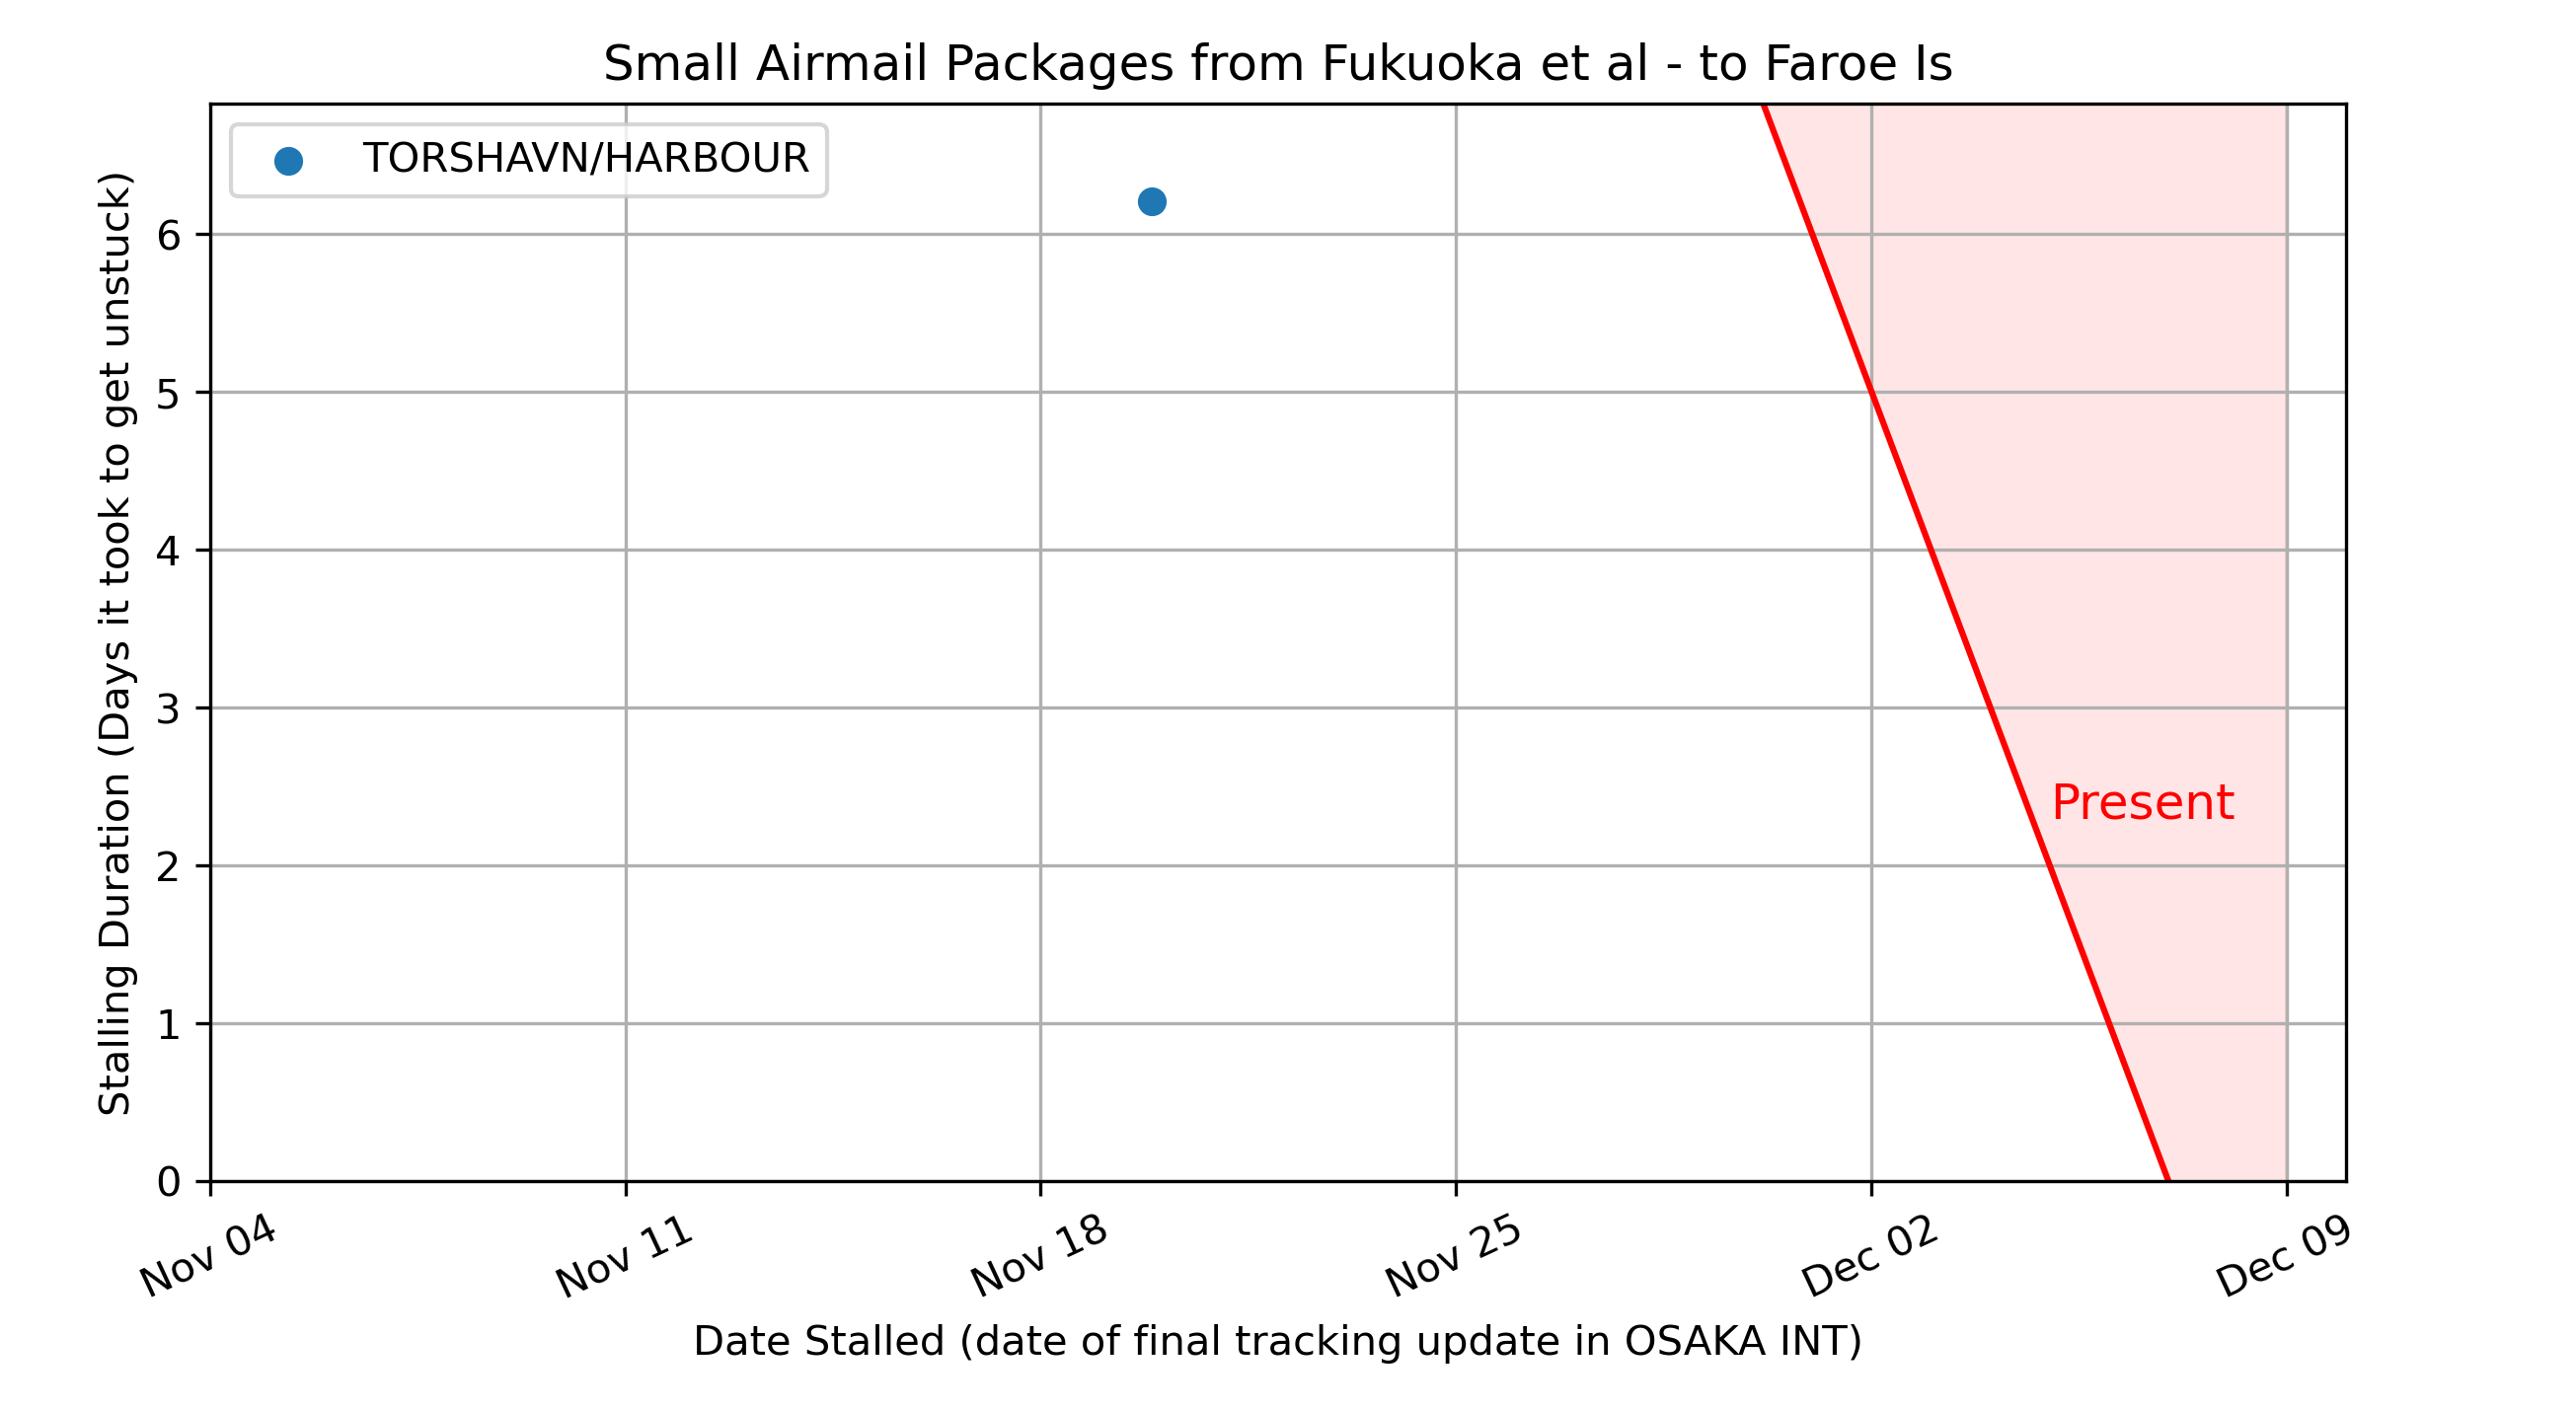 Small Airmail Packages from Fukuoka et al - to Faroe Is
TORSHAVN/HARBOUR
Stalling Duration (Days it took to get unstuck)
6
5
4
3
2
1
0
Present
Nov 04
Nov 11
Nov 18
Nov 25
Dec 02
Dec 09
Date Stalled (date of final tracking update in OSAKA INT)